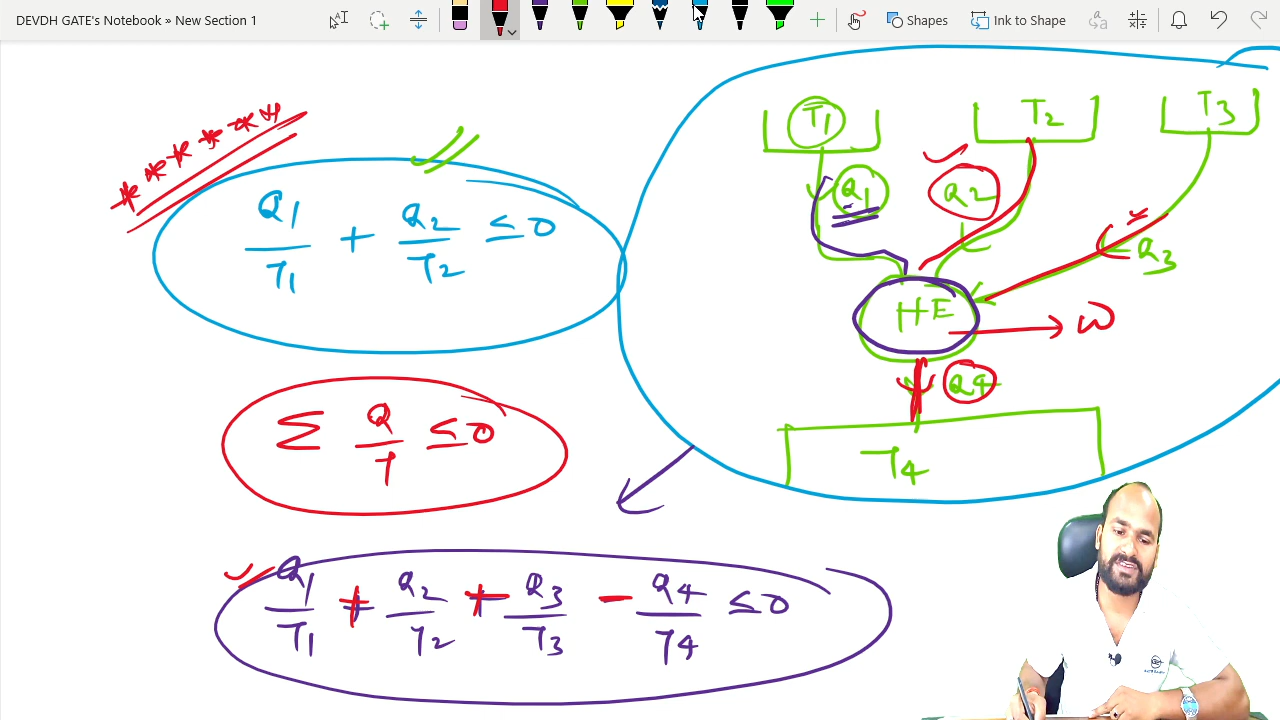 DEVDH GATE's Notebook » New Section 1
Shapes
Ink to Shape
T1
T2
T3
Q1
Q2
Q3
HE
W
Q4
T4
Q1/T1 + Q2/T2 ≤ 0
Σ Q/T ≤ 0
Q1/T1 + Q2/T2 + Q3/T3 - Q4/T4 ≤ 0